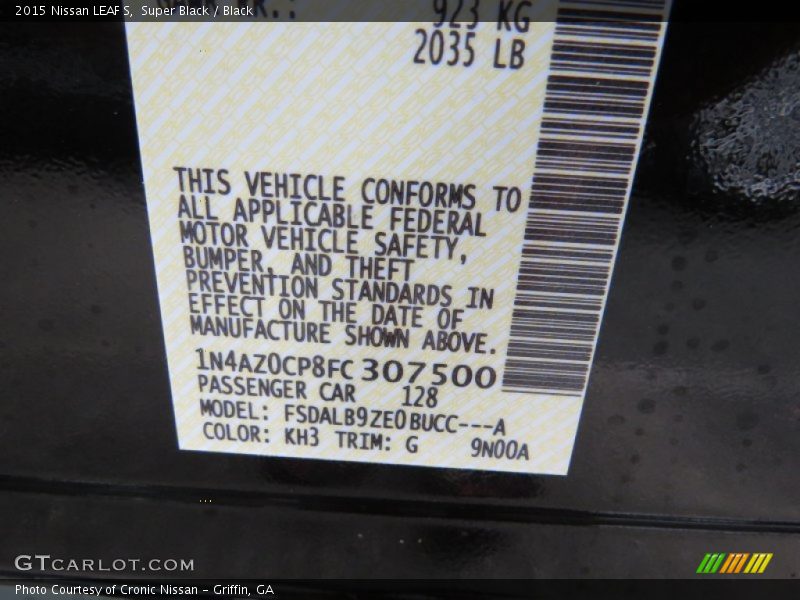 2015 Nissan LEAF S,  Super Black / Black
923 KG
2035 LB
THIS VEHICLE CONFORMS TO
ALL APPLICABLE FEDERAL
MOTOR VEHICLE SAFETY,
BUMPER, AND THEFT
PREVENTION STANDARDS IN
EFFECT ON THE DATE OF
MANUFACTURE SHOWN ABOVE.
1N4AZ0CP8FC 307500
PASSENGER CAR 128
MODEL: FSDALB9ZE0BUCC---A
COLOR: KH3 TRIM: G 9N00A
GTCARLOT.COM
Photo Courtesy of Cronic Nissan - Griffin, GA